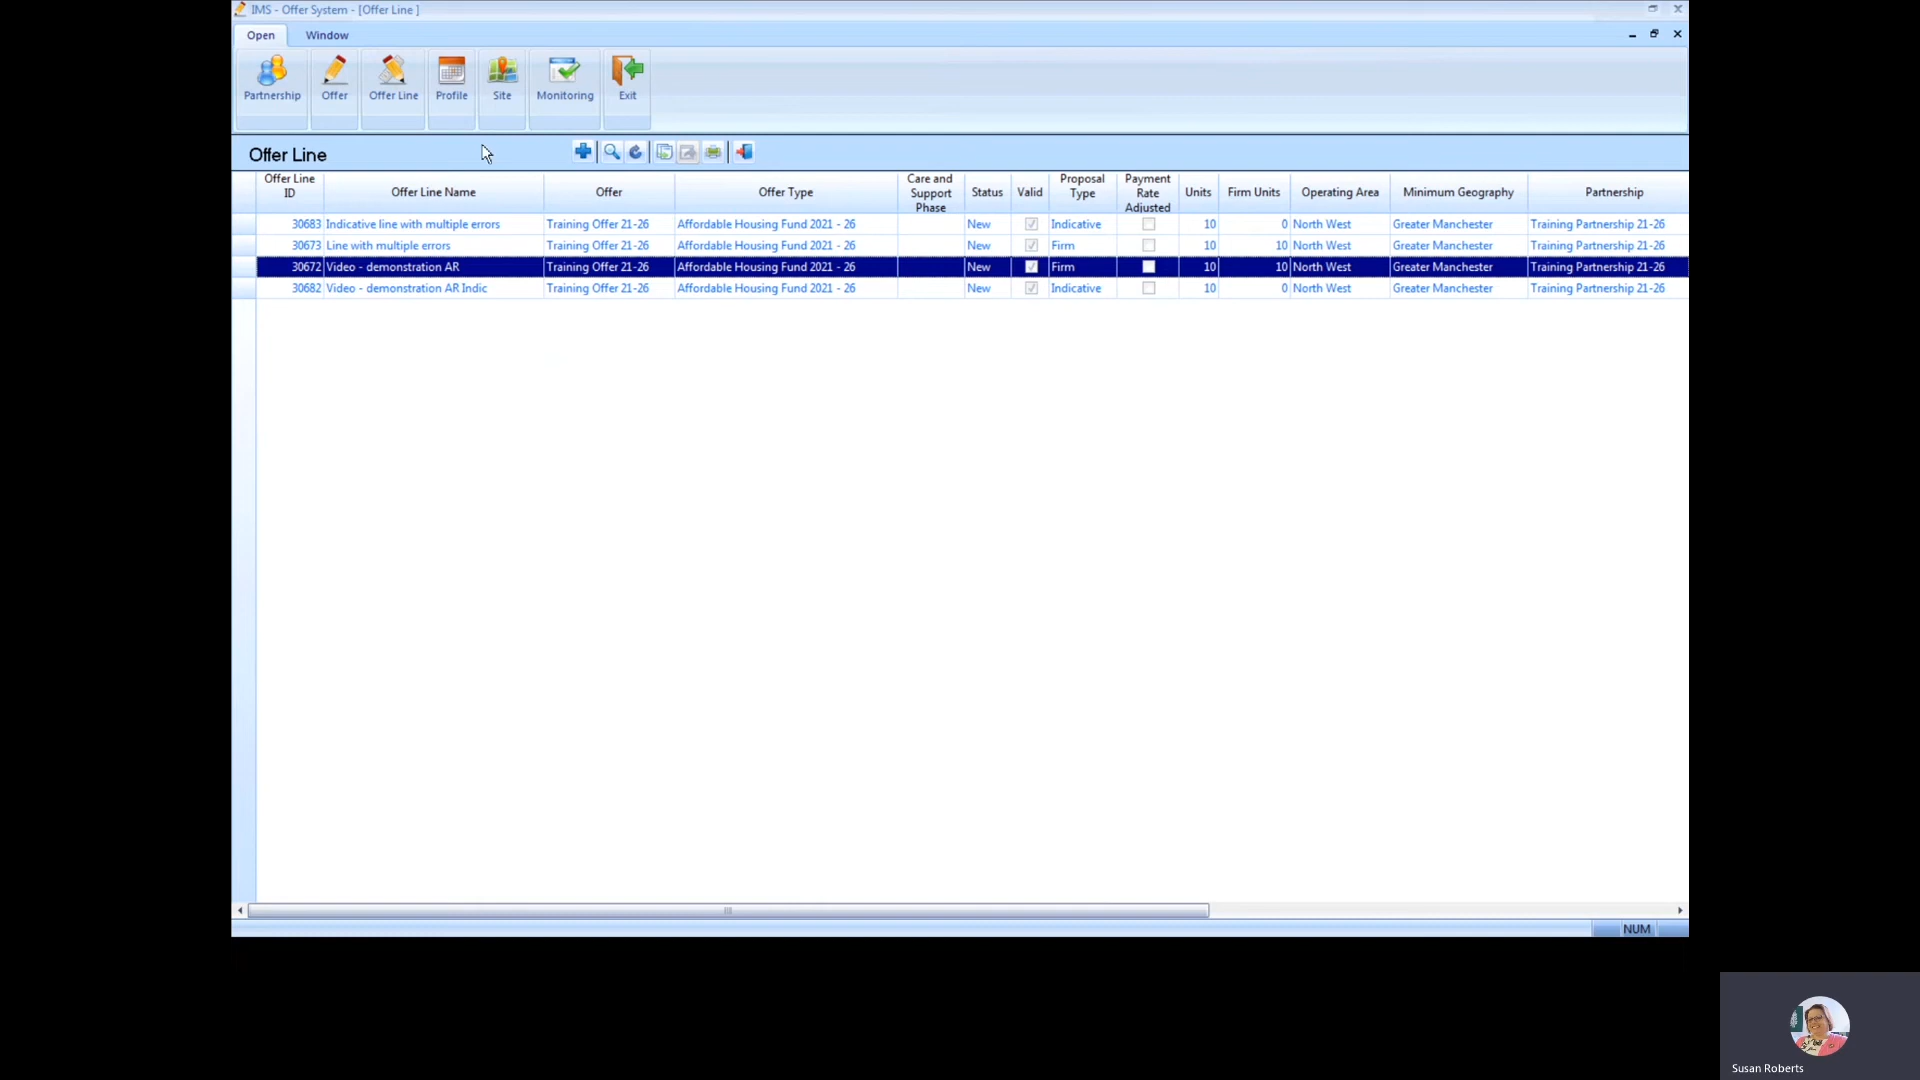 IMS - Offer System - [Offer Line ]
Open Window
Partnership Offer Offer Line Profile Site Monitoring Exit
Offer Line
Offer Line ID Offer Line Name Offer Offer Type Care and Support Phase Status Valid Proposal Type Payment Rate Adjusted Units Firm Units Operating Area Minimum Geography Partnership
30683 Indicative line with multiple errors Training Offer 21-26 Affordable Housing Fund 2021 - 26 New Indicative 10 0 North West Greater Manchester Training Partnership 21-26
30673 Line with multiple errors Training Offer 21-26 Affordable Housing Fund 2021 - 26 New Firm 10 10 North West Greater Manchester Training Partnership 21-26
30672 Video - demonstration AR Training Offer 21-26 Affordable Housing Fund 2021 - 26 New Firm 10 10 North West Greater Manchester Training Partnership 21-26
30682 Video - demonstration AR Indic Training Offer 21-26 Affordable Housing Fund 2021 - 26 New Indicative 10 0 North West Greater Manchester Training Partnership 21-26
NUM
Susan Roberts